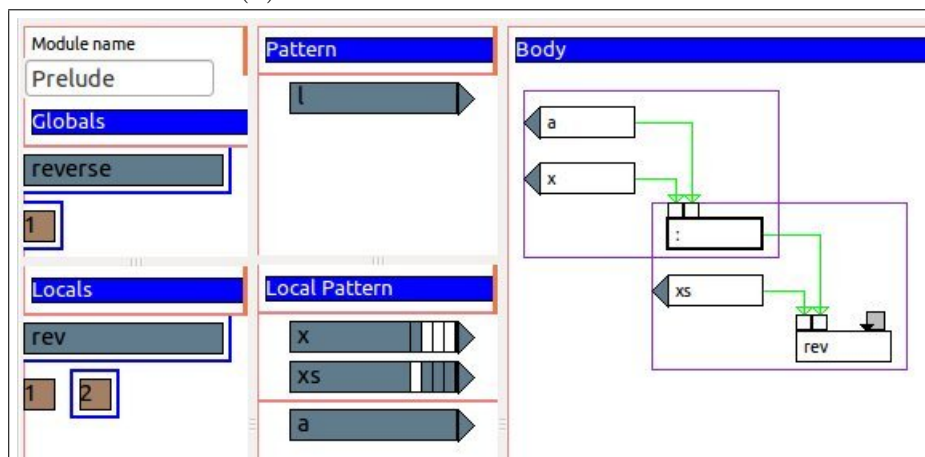 Module name
Prelude
Globals
reverse
1
Locals
rev
1 2
Pattern
l
Local Pattern
x
xs
a
Body
a
x
:
xs
rev